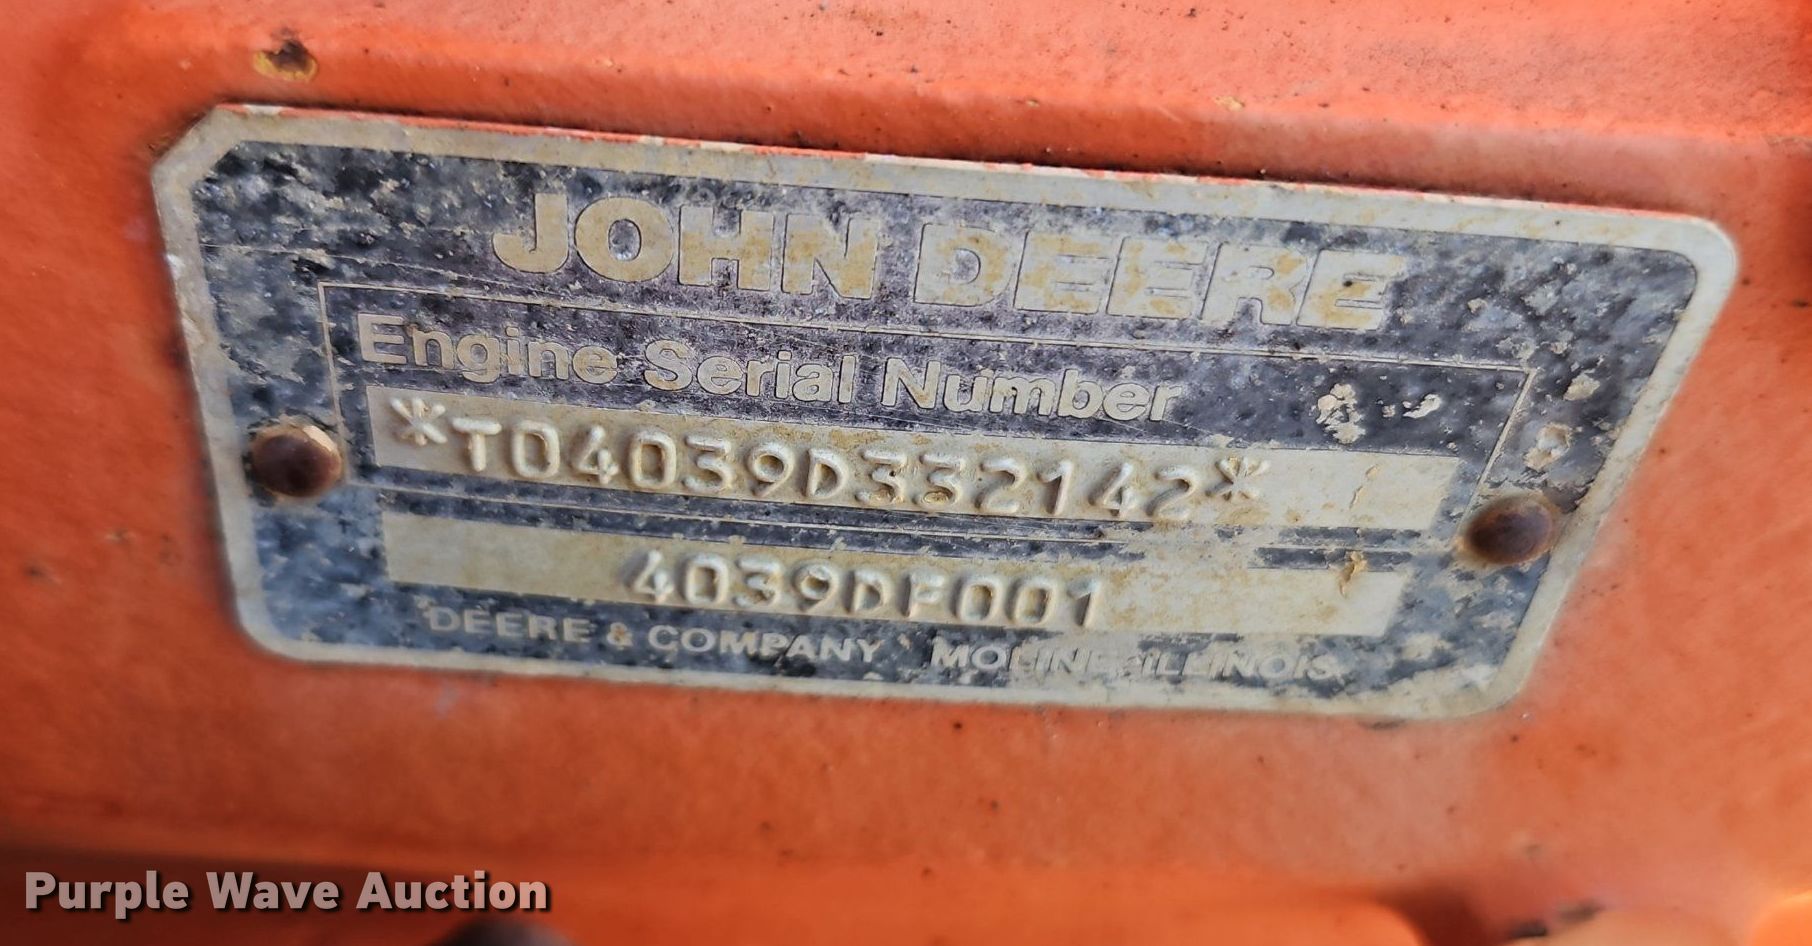 JOHN DEERE
Engine Serial Number
*T04039D332142*
4039DF001
DEERE & COMPANY MOLINE, ILLINOIS
Purple Wave Auction